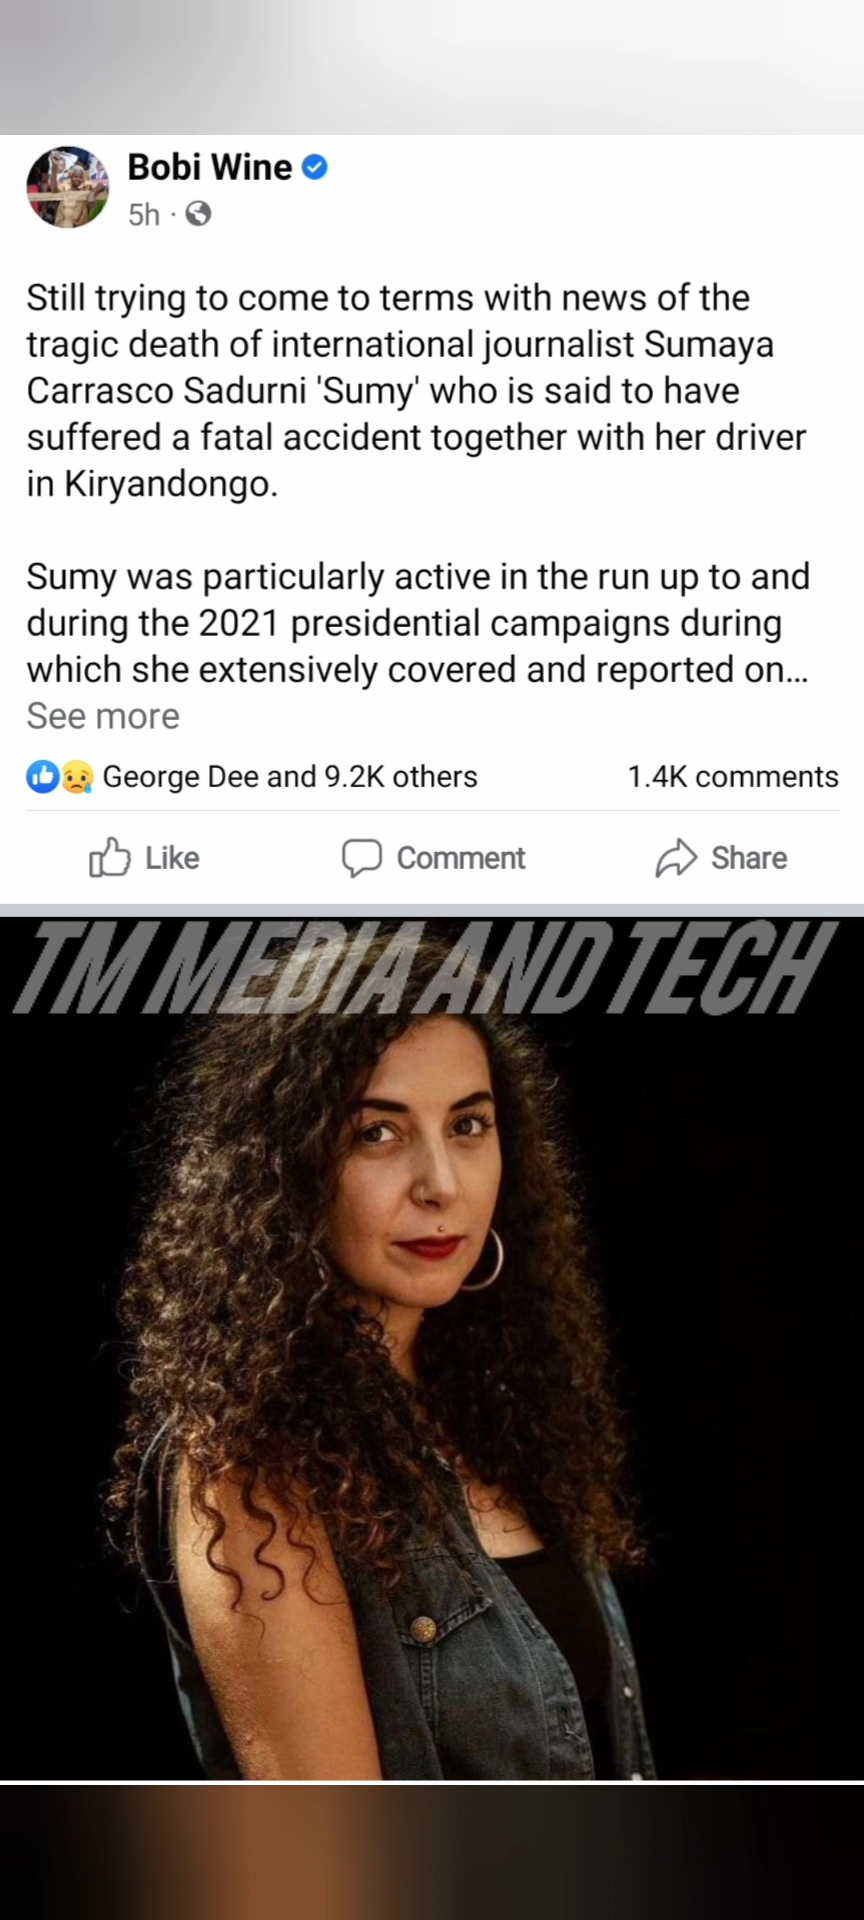 Bobi Wine
5h ·
Still trying to come to terms with news of the
tragic death of international journalist Sumaya
Carrasco Sadurni 'Sumy' who is said to have
suffered a fatal accident together with her driver
in Kiryandongo.
Sumy was particularly active in the run up to and
during the 2021 presidential campaigns during
which she extensively covered and reported on...
See more
George Dee and 9.2K others 1.4K comments
Like Comment Share
TM MEDIA AND TECH